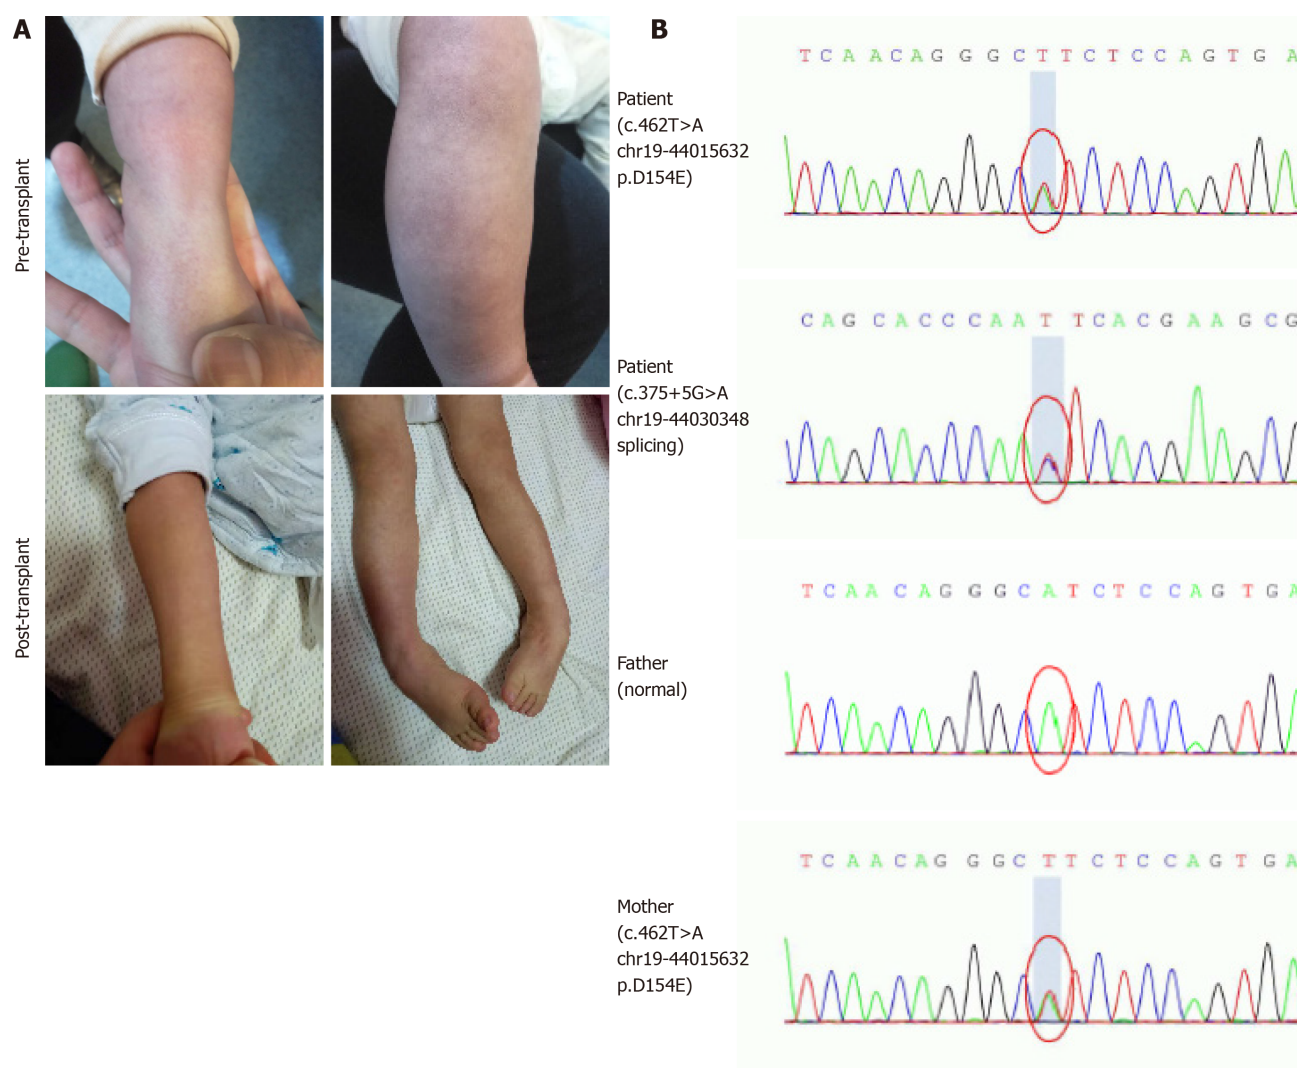 A
B
Pre-transplant
Post-transplant
Patient
(c.462T>A
chr19-44015632
p.D154E)
T C A A C A G G G C T T C T C C A G T G A
Patient
(c.375+5G>A
chr19-44030348
splicing)
C A G C A C C C A A T T C A C G A A G C G
Father
(normal)
T C A A C A G G G C A T C T C C A G T G A
Mother
(c.462T>A
chr19-44015632
p.D154E)
T C A A C A G G G C T T C T C C A G T G A